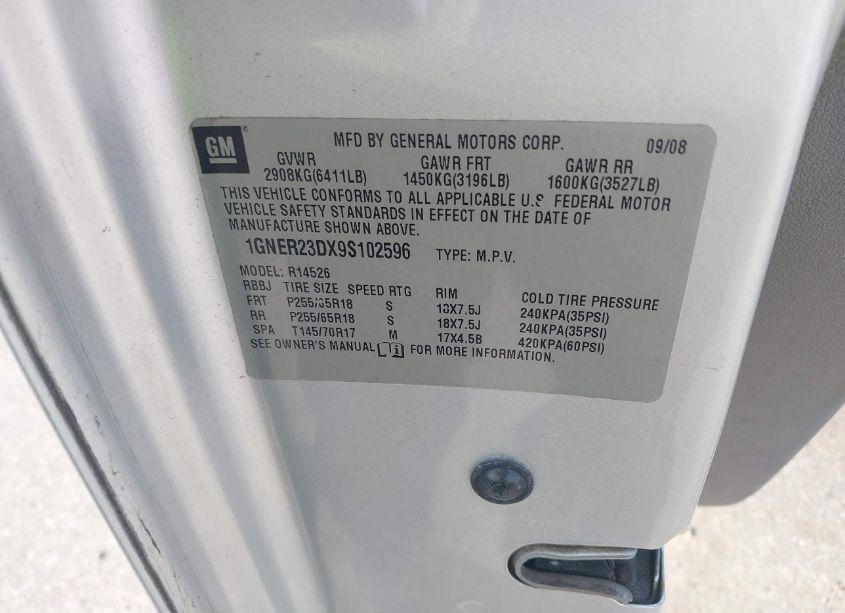 GM ®
MFD BY GENERAL MOTORS CORP. 09/08
GVWR GAWR FRT GAWR RR
2908KG(6411LB) 1450KG(3196LB) 1600KG(3527LB)
THIS VEHICLE CONFORMS TO ALL APPLICABLE U.S. FEDERAL MOTOR
VEHICLE SAFETY STANDARDS IN EFFECT ON THE DATE OF
MANUFACTURE SHOWN ABOVE.
1GNER23DX9S102596 TYPE: M.P.V.
MODEL: R14526
RBBJ TIRE SIZE SPEED RTG RIM COLD TIRE PRESSURE
FRT P255/65R18 S 18X7.5J 240KPA(35PSI)
RR P255/65R18 S 18X7.5J 240KPA(35PSI)
SPA T145/70R17 M 17X4.5B 420KPA(60PSI)
SEE OWNER'S MANUAL i FOR MORE INFORMATION.